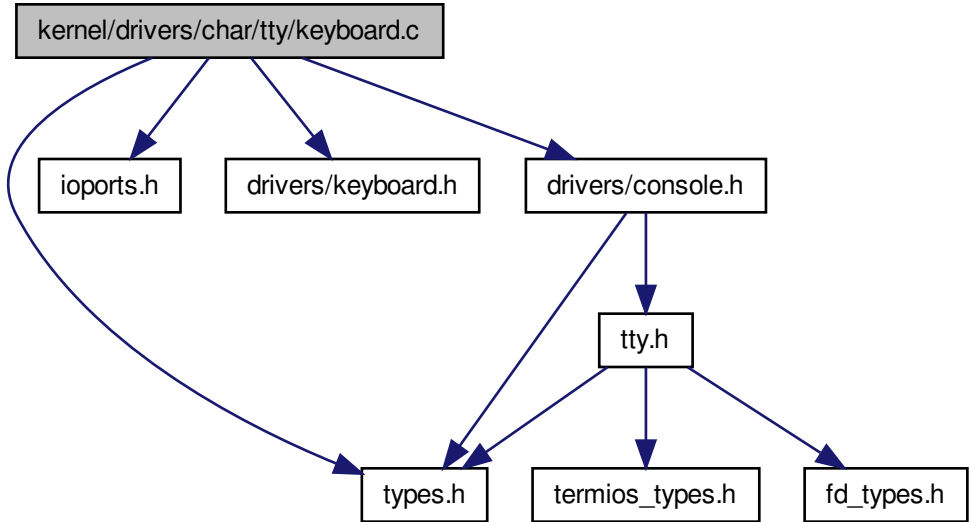 kernel/drivers/char/tty/keyboard.c
ioports.h
drivers/keyboard.h
drivers/console.h
tty.h
types.h
termios_types.h
fd_types.h